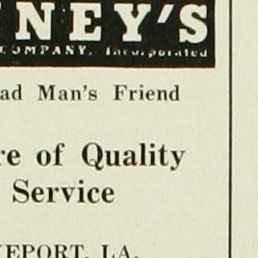 NEY'S
COMPANY, Incorporated
ad Man's Friend
re of Quality
Service
EPORT, LA.